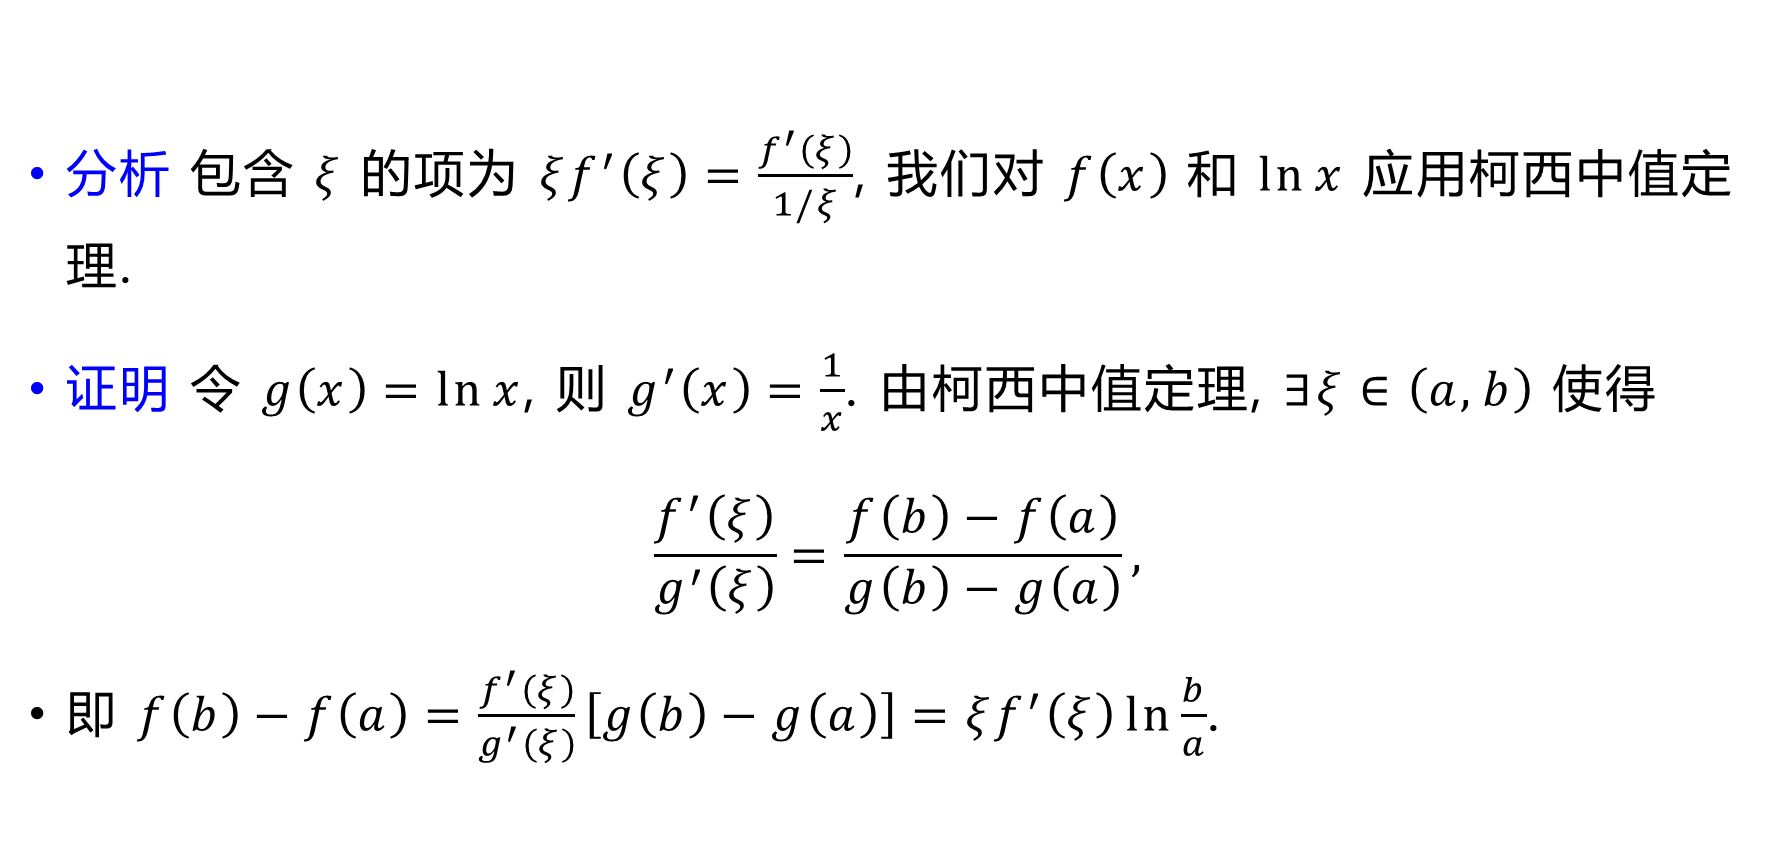 • 分析 包含 ξ 的项为 ξf′(ξ) = f′(ξ)/(1/ξ), 我们对 f(x) 和 ln x 应用柯西中值定
理.
• 证明 令 g(x) = ln x, 则 g′(x) = 1/x. 由柯西中值定理, ∃ξ ∈ (a, b) 使得
f′(ξ)/g′(ξ) = (f(b) − f(a))/(g(b) − g(a)),
• 即 f(b) − f(a) = f′(ξ)/g′(ξ) [g(b) − g(a)] = ξf′(ξ) ln b/a.